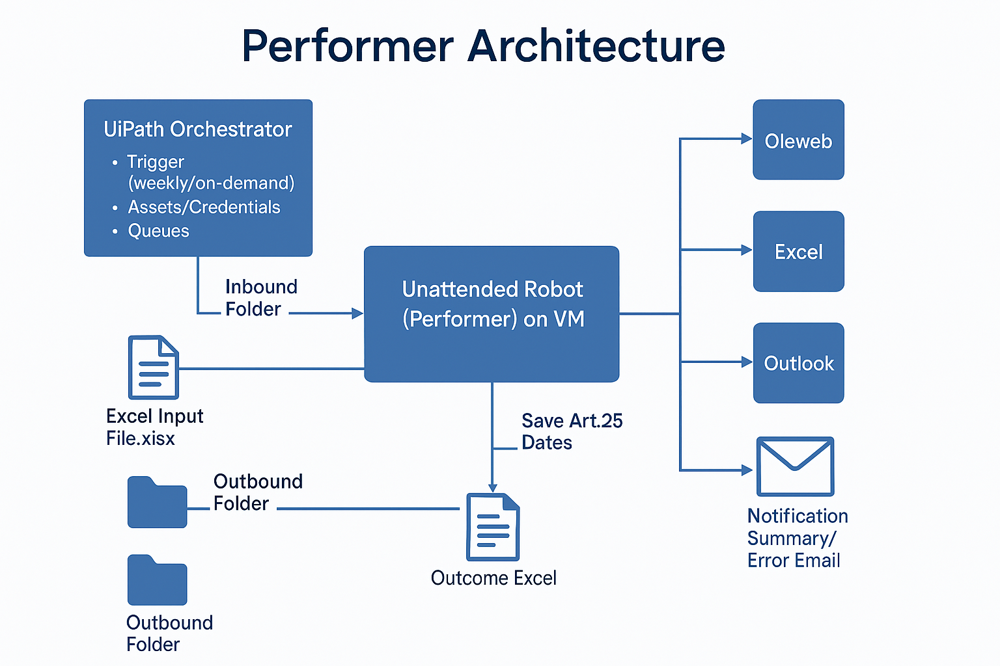 Performer Architecture
UiPath Orchestrator
• Trigger
(weekly/on-demand)
• Assets/Credentials
• Queues
Inbound
Folder
Unattended Robot
(Performer) on VM
Oleweb
Excel
Outlook
Excel Input
File.xisx
Save Art.25
Dates
Outbound
Folder
Outcome Excel
Notification
Summary/
Error Email
Outbound
Folder